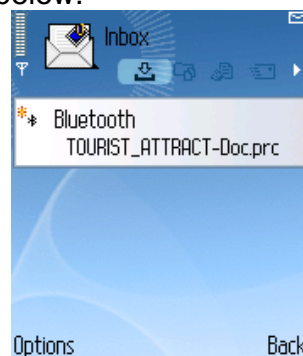 below.
Inbox
Bluetooth
TOURIST_ATTRACT-Doc.prc
Options Back